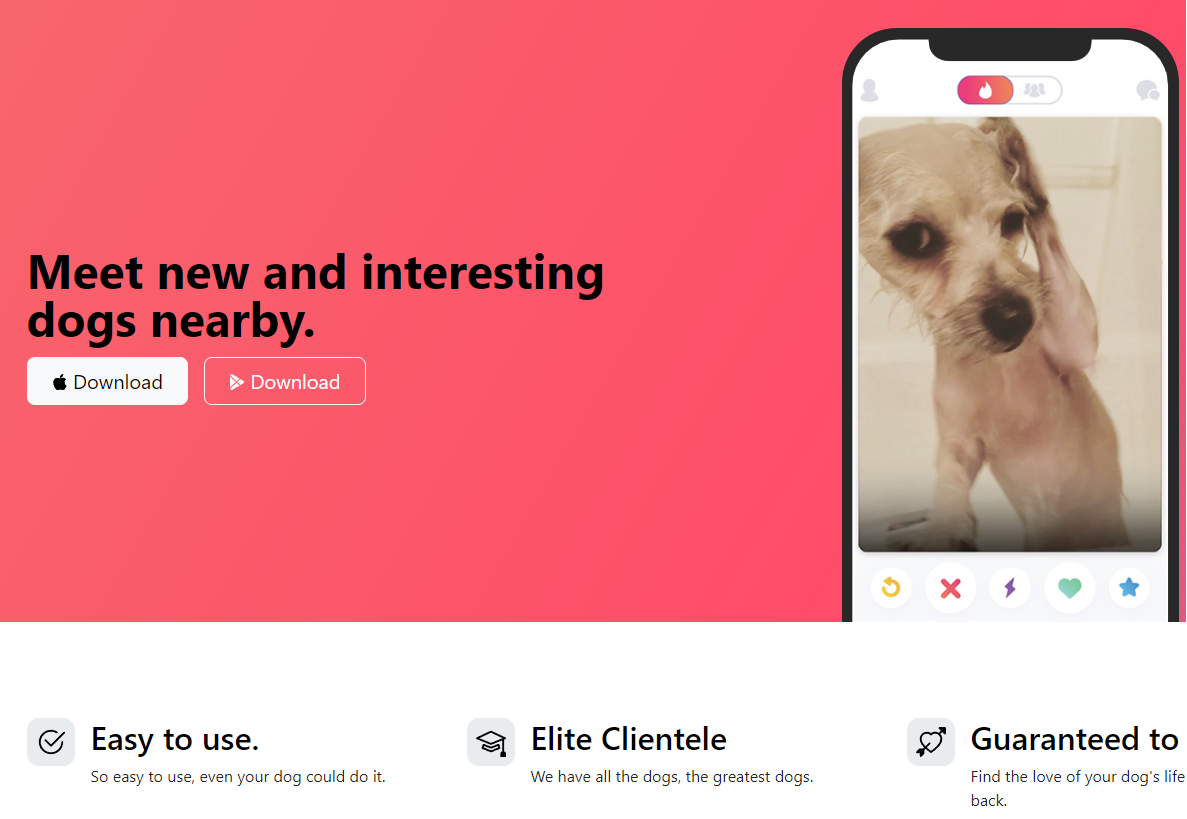 Meet new and interesting
dogs nearby.
Download
Download
Easy to use.
So easy to use, even your dog could do it.
Elite Clientele
We have all the dogs, the greatest dogs.
Guaranteed to
Find the love of your dog's life
back.